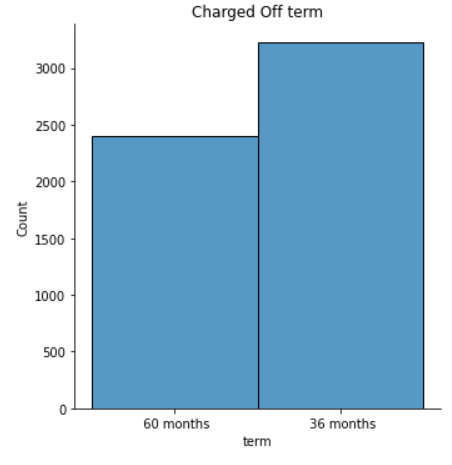 Charged Off term
Count
3000
2500
2000
1500
1000
500
0
60 months
36 months
term